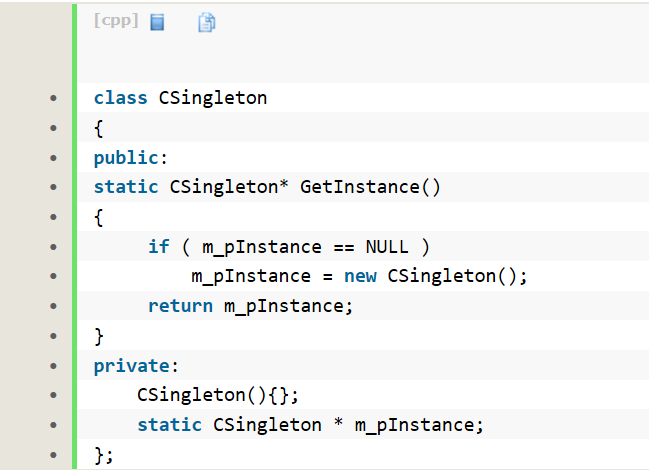 [cpp]
class CSingleton
{
public:
static CSingleton* GetInstance()
{
if ( m_pInstance == NULL )
m_pInstance = new CSingleton();
return m_pInstance;
}
private:
CSingleton(){};
static CSingleton * m_pInstance;
};